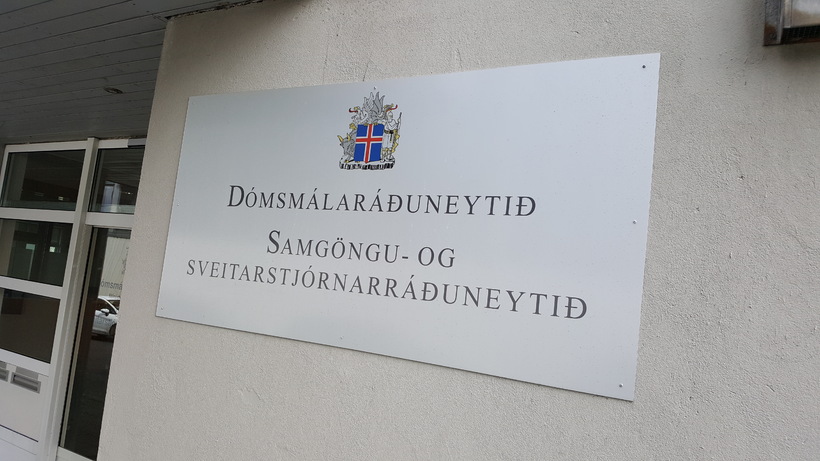 DÓMSMÁLARÁÐUNEYTIÐ
SAMGÖNGU- OG
SVEITARSTJÓRNARRÁÐUNEYTIÐ